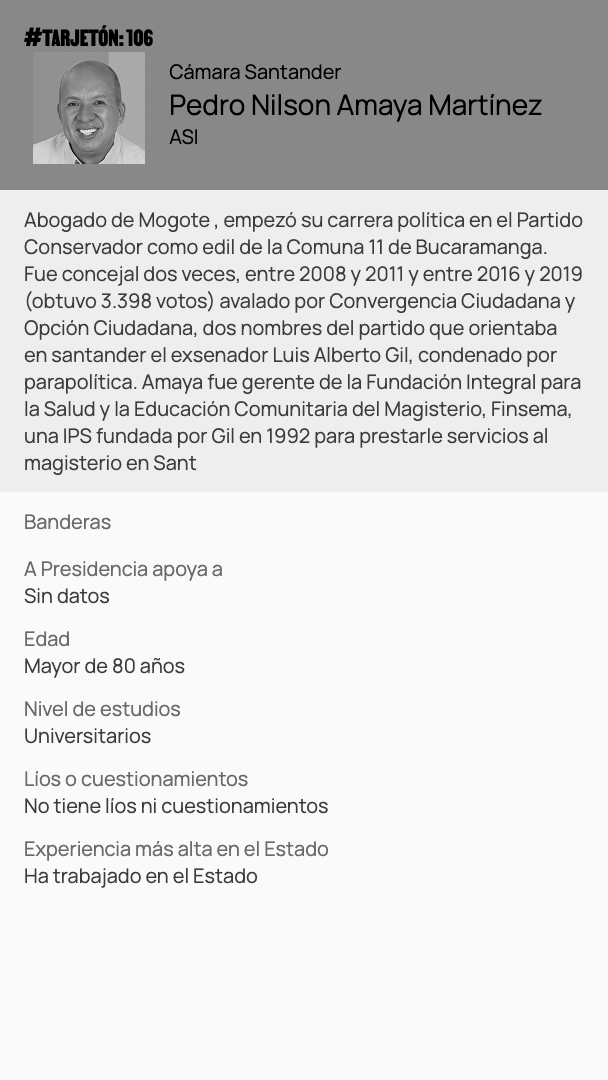 #TARJETÓN: 106
Cámara Santander
Pedro Nilson Amaya Martínez
ASI
Abogado de Mogote , empezó su carrera política en el Partido
Conservador como edil de la Comuna 11 de Bucaramanga.
Fue concejal dos veces, entre 2008 y 2011 y entre 2016 y 2019
(obtuvo 3.398 votos) avalado por Convergencia Ciudadana y
Opción Ciudadana, dos nombres del partido que orientaba
en santander el exsenador Luis Alberto Gil, condenado por
parapolítica. Amaya fue gerente de la Fundación Integral para
la Salud y la Educación Comunitaria del Magisterio, Finsema,
una IPS fundada por Gil en 1992 para prestarle servicios al
magisterio en Sant
Banderas
A Presidencia apoya a
Sin datos
Edad
Mayor de 80 años
Nivel de estudios
Universitarios
Líos o cuestionamientos
No tiene líos ni cuestionamientos
Experiencia más alta en el Estado
Ha trabajado en el Estado